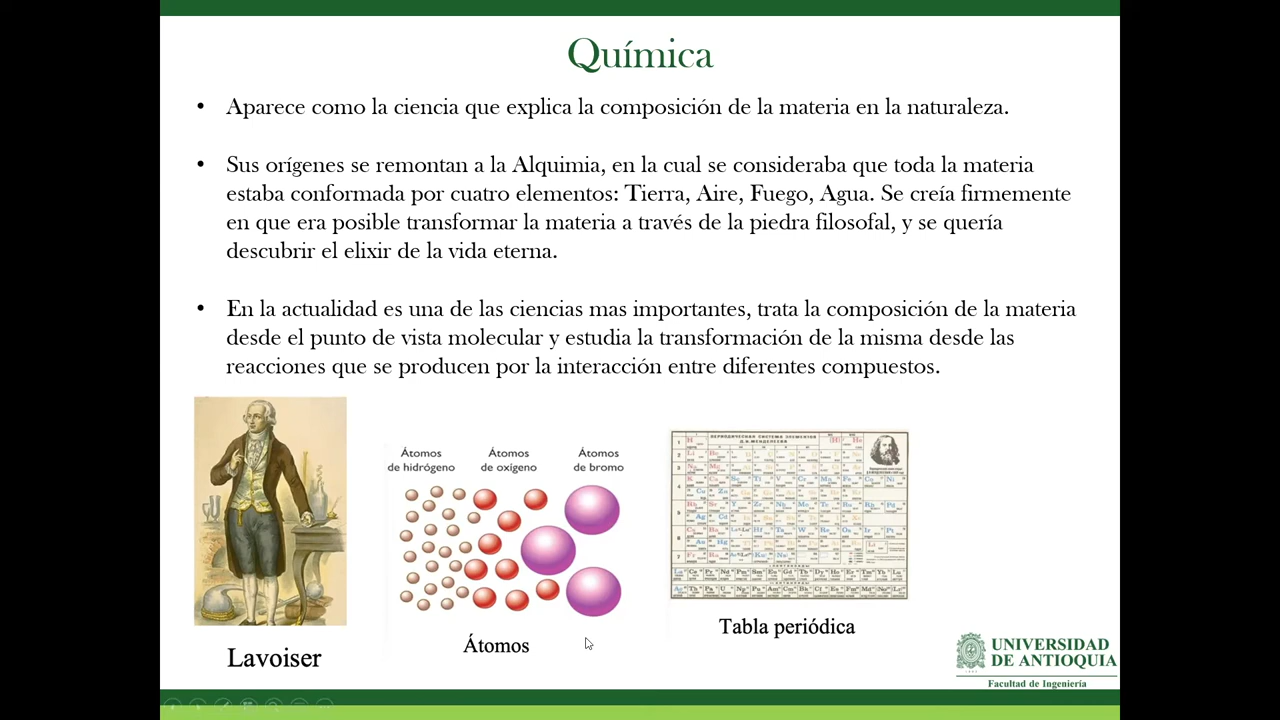 Química
• Aparece como la ciencia que explica la composición de la materia en la naturaleza.
• Sus orígenes se remontan a la Alquimia, en la cual se consideraba que toda la materia
estaba conformada por cuatro elementos: Tierra, Aire, Fuego, Agua. Se creía firmemente
en que era posible transformar la materia a través de la piedra filosofal, y se quería
descubrir el elixir de la vida eterna.
• En la actualidad es una de las ciencias mas importantes, trata la composición de la materia
desde el punto de vista molecular y estudia la transformación de la misma desde las
reacciones que se producen por la interacción entre diferentes compuestos.
Átomos
de hidrógeno
Átomos
de oxígeno
Átomos
de bromo
ПЕРИОДИЧЕСКАЯ СИСТЕМА ЭЛЕМЕНТОВ
Д.И.МЕНДЕЛЕЕВА
Lavoiser
Átomos
Tabla periódica
UNIVERSIDAD
DE ANTIOQUIA
Facultad de Ingeniería